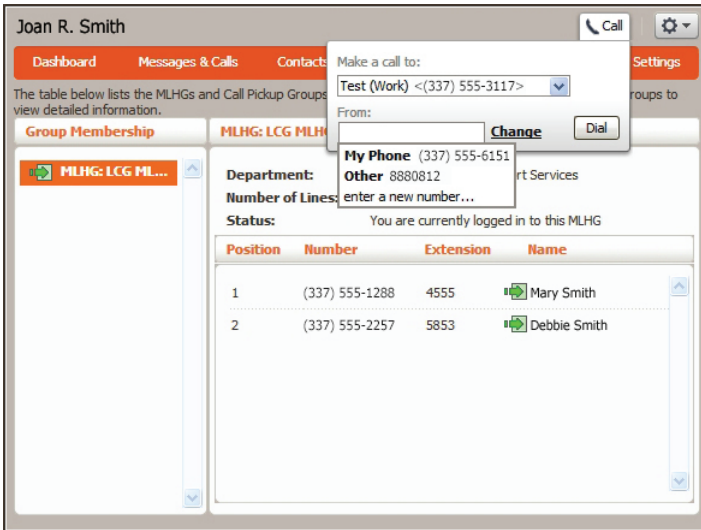 Joan R. Smith
Call
Dashboard
Messages & Calls
Contacts
Settings
Make a call to:
Test (Work) <(337) 555-3117>
From:
Change
Dial
My Phone (337) 555-6151
Other 8880812
enter a new number...
The table below lists the MLHGs and Call Pickup Groups
roups to
view detailed information.
Group Membership
MLHG: LCG MLH
MLHG: LCG ML...
Department:
rt Services
Number of Lines:
Status:
You are currently logged in to this MLHG
Position Number Extension Name
1 (337) 555-1288 4555 Mary Smith
2 (337) 555-2257 5853 Debbie Smith